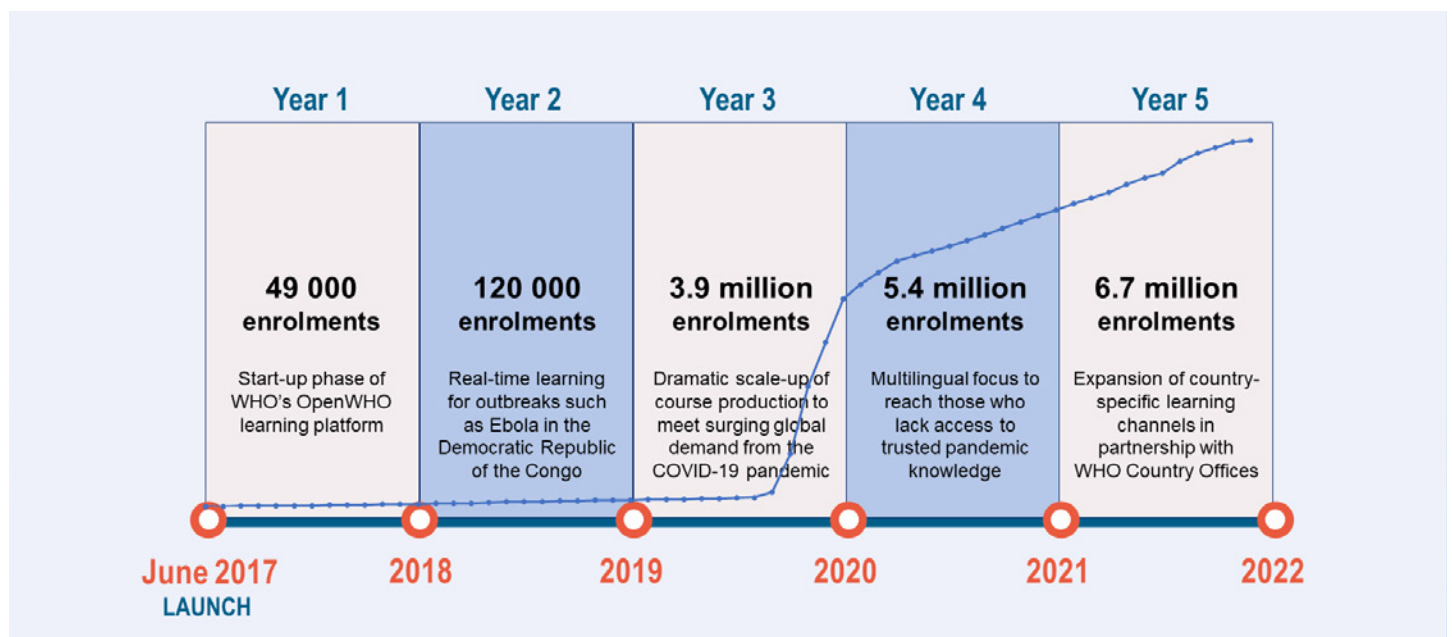 Year 1
Year 2
Year 3
Year 4
Year 5
49 000
enrolments
Start-up phase of
WHO's OpenWHO
learning platform
120 000
enrolments
Real-time learning
for outbreaks such
as Ebola in the
Democratic Republic
of the Congo
3.9 million
enrolments
Dramatic scale-up of
course production to
meet surging global
demand from the
COVID-19 pandemic
5.4 million
enrolments
Multilingual focus to
reach those who
lack access to
trusted pandemic
knowledge
6.7 million
enrolments
Expansion of country-
specific learning
channels in
partnership with
WHO Country Offices
June 2017
LAUNCH
2018
2019
2020
2021
2022